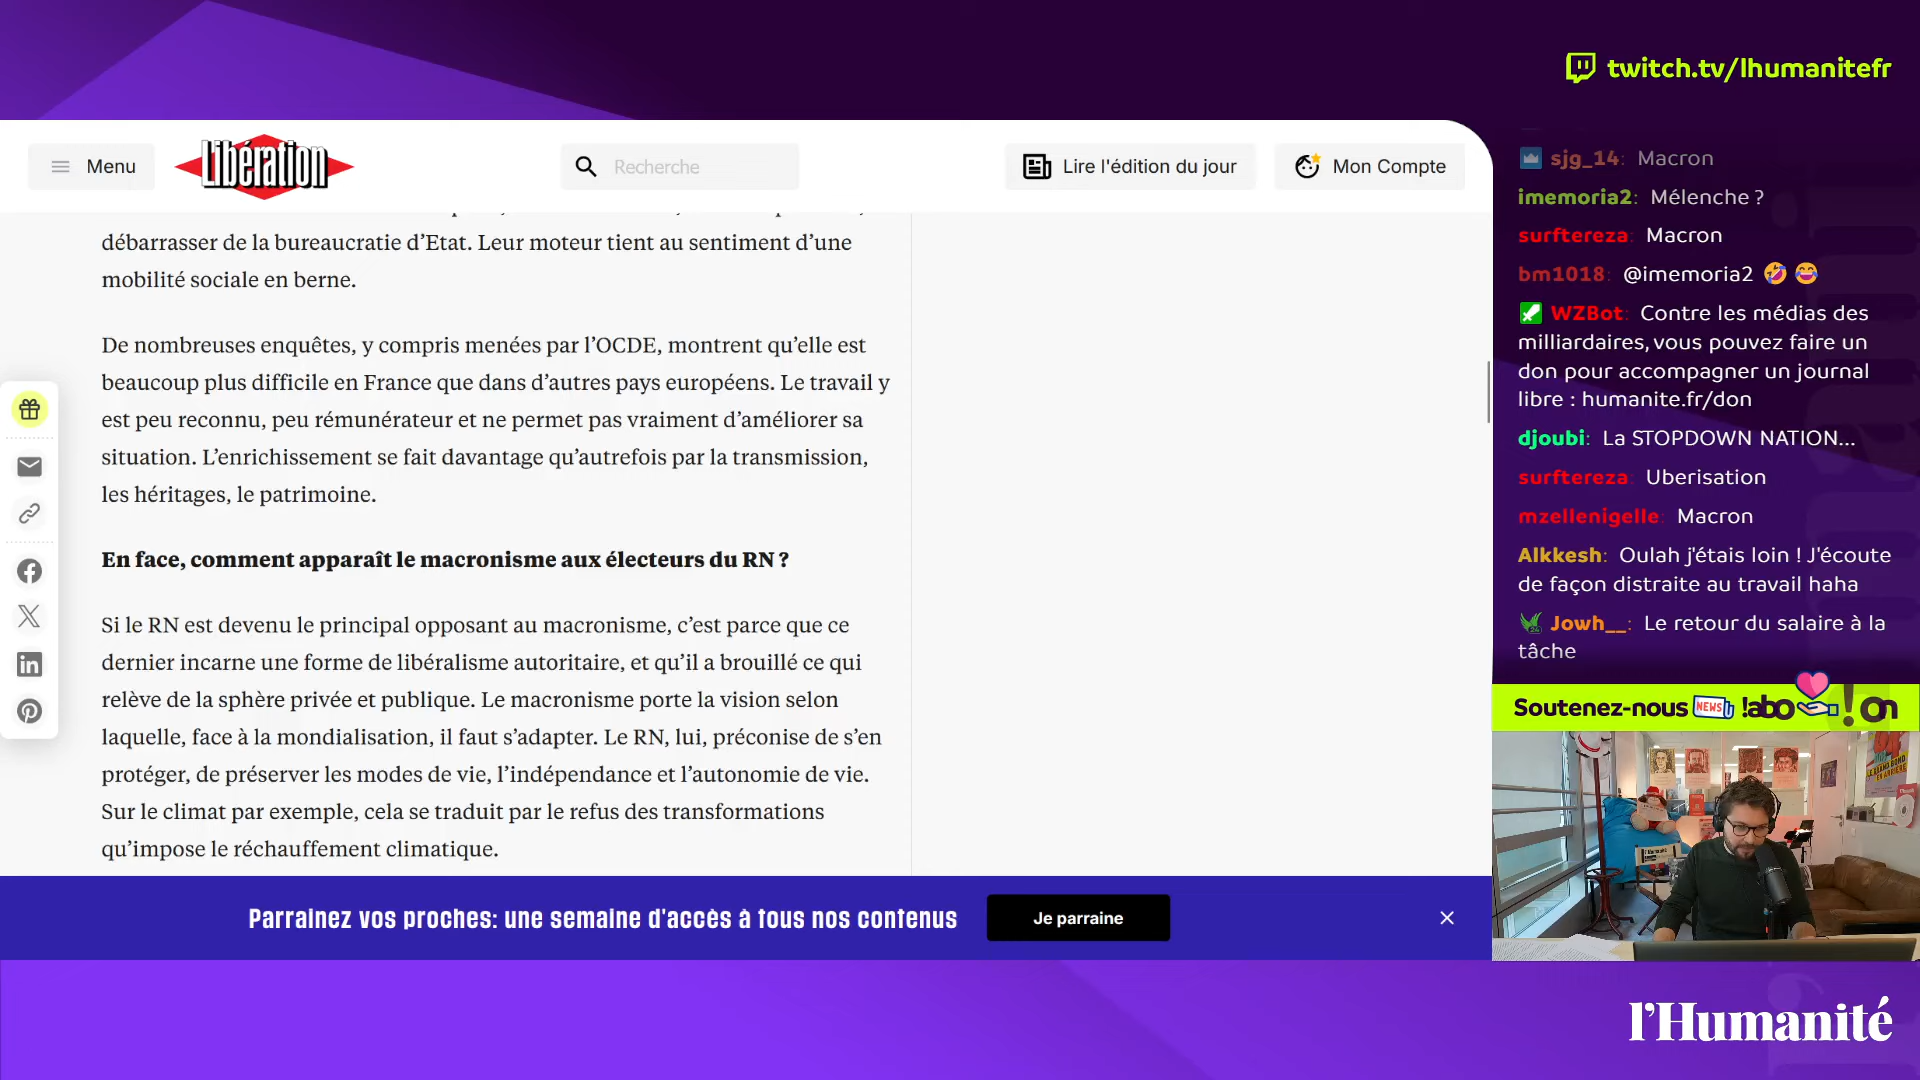 twitch.tv/lhumanitefr
Menu
Libération
Recherche
Lire l'édition du jour
Mon Compte
débarrasser de la bureaucratie d’Etat. Leur moteur tient au sentiment d’une
mobilité sociale en berne.
De nombreuses enquêtes, y compris menées par l’OCDE, montrent qu’elle est
beaucoup plus difficile en France que dans d’autres pays européens. Le travail y
est peu reconnu, peu rémunérateur et ne permet pas vraiment d’améliorer sa
situation. L’enrichissement se fait davantage qu’autrefois par la transmission,
les héritages, le patrimoine.
En face, comment apparaît le macronisme aux électeurs du RN ?
Si le RN est devenu le principal opposant au macronisme, c’est parce que ce
dernier incarne une forme de libéralisme autoritaire, et qu’il a brouillé ce qui
relève de la sphère privée et publique. Le macronisme porte la vision selon
laquelle, face à la mondialisation, il faut s’adapter. Le RN, lui, préconise de s’en
protéger, de préserver les modes de vie, l’indépendance et l’autonomie de vie.
Sur le climat par exemple, cela se traduit par le refus des transformations
qu’impose le réchauffement climatique.
Parrainez vos proches: une semaine d'accès à tous nos contenus
Je parraine
sjg_14: Macron
imemoria2: Mélenche ?
surftereza: Macron
bm1018: @imemoria2 🤣 😂
WZBot: Contre les médias des
milliardaires, vous pouvez faire un
don pour accompagner un journal
libre : humanite.fr/don
djoubi: La STOPDOWN NATION...
surftereza: Uberisation
mzellenigelle: Macron
Alkkesh: Oulah j'étais loin ! J'écoute
de façon distraite au travail haha
Jowh__: Le retour du salaire à la
tâche
Soutenez-nous NEWS !abo
l'Humanité
l'Humanité